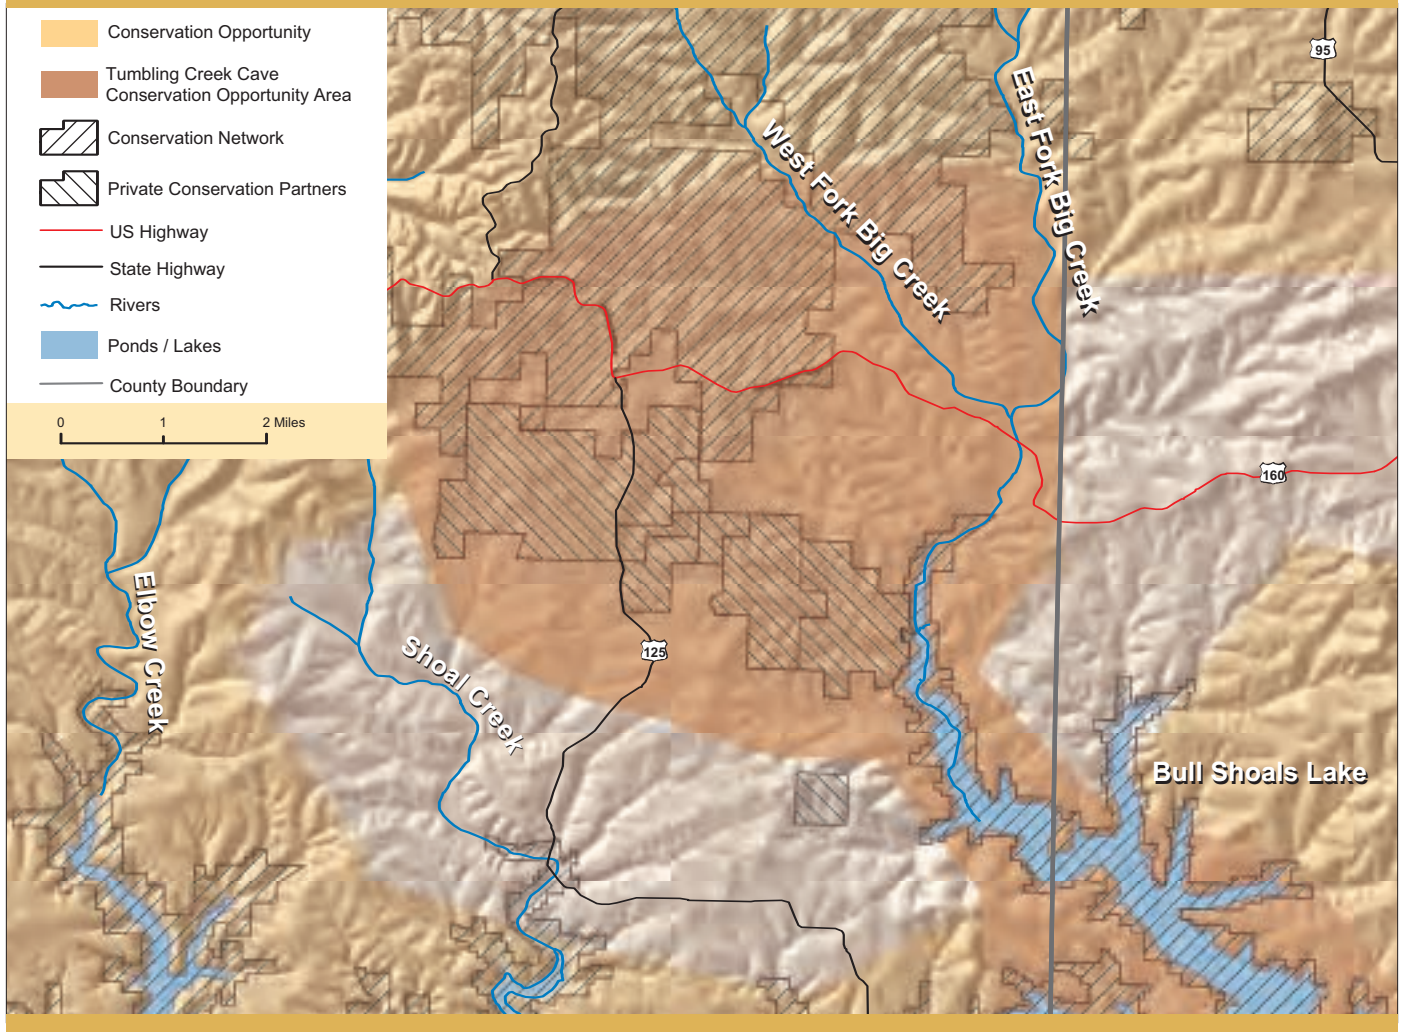 Conservation Opportunity
Tumbling Creek Cave
Conservation Opportunity Area
Conservation Network
Private Conservation Partners
US Highway
State Highway
Rivers
Ponds / Lakes
County Boundary
0 1 2 Miles
95
West Fork Big Creek
East Fork Big Creek
160
Elbow Creek
Shoal Creek
125
Bull Shoals Lake